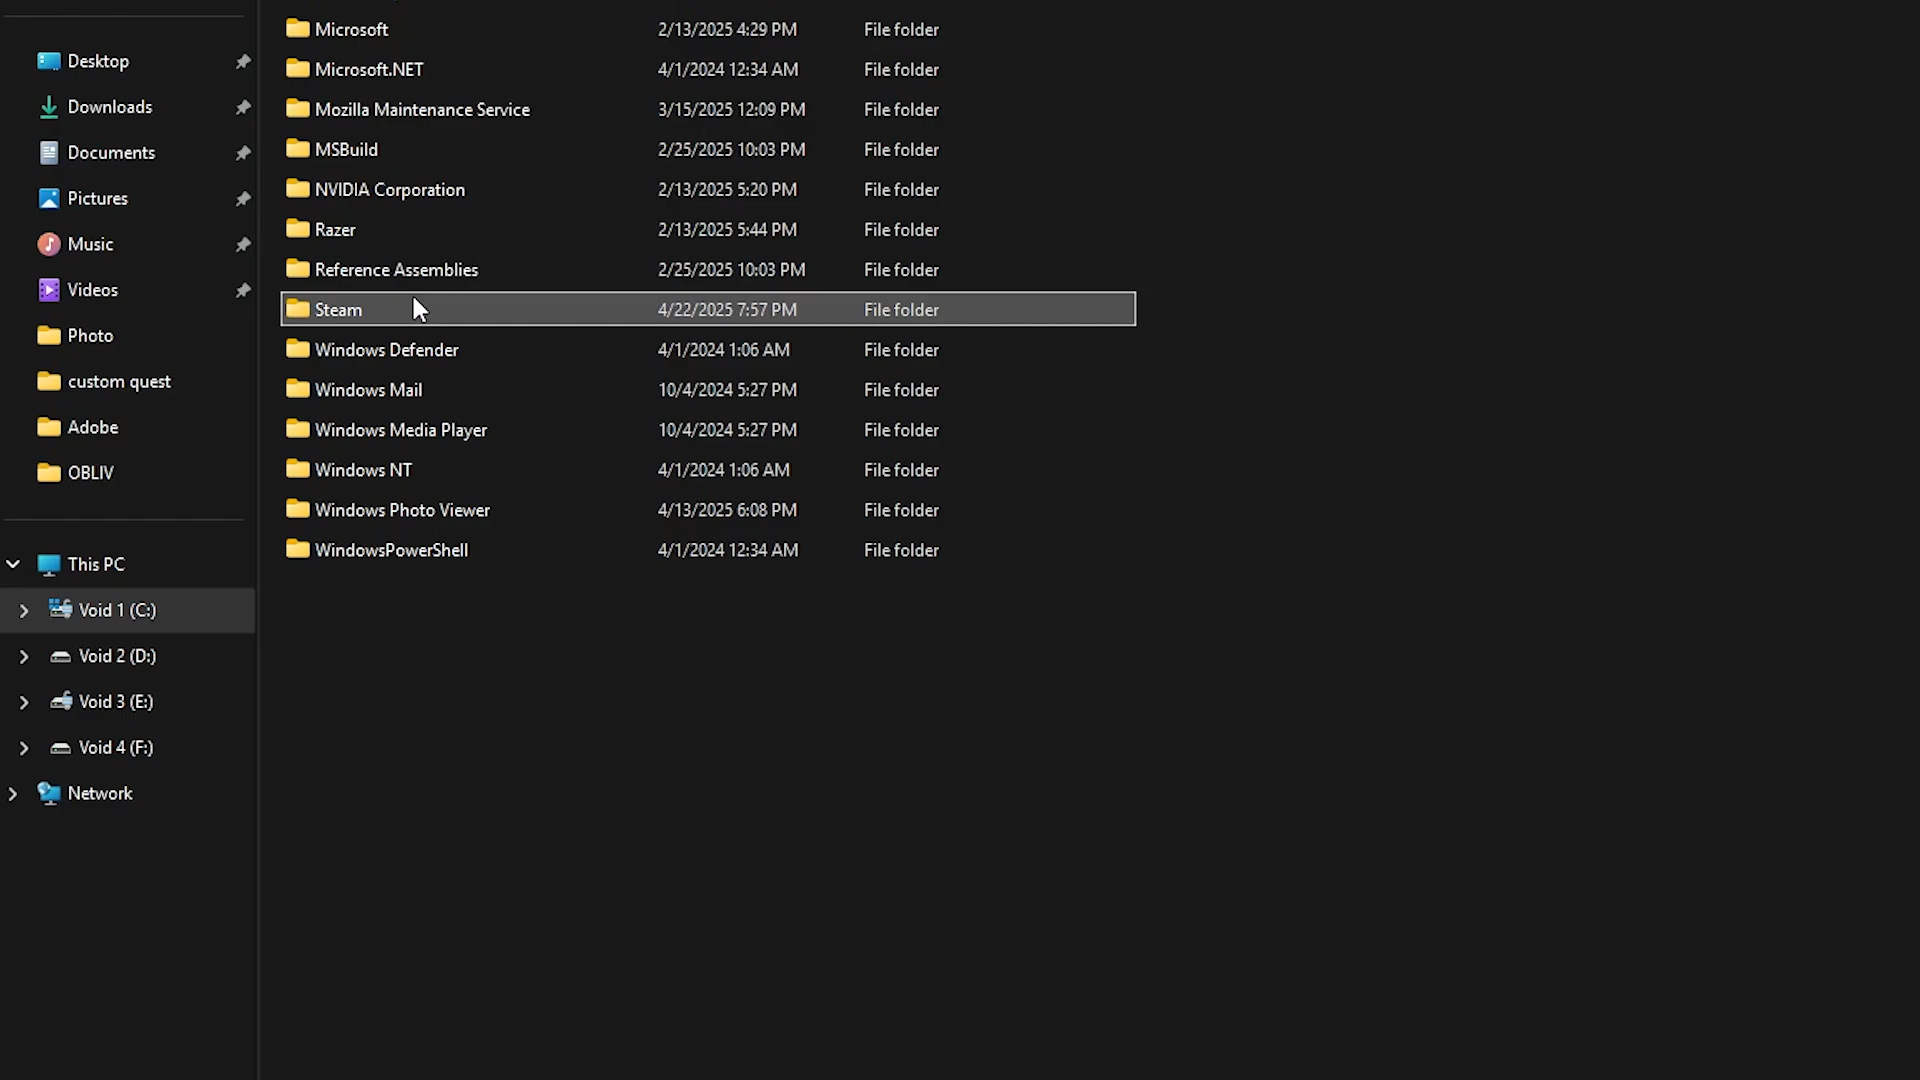 Desktop
Downloads
Documents
Pictures
Music
Videos
Photo
custom quest
Adobe
OBLIV
This PC
Void 1 (C:)
Void 2 (D:)
Void 3 (E:)
Void 4 (F:)
Network
Microsoft 2/13/2025 4:29 PM File folder
Microsoft.NET 4/1/2024 12:34 AM File folder
Mozilla Maintenance Service 3/15/2025 12:09 PM File folder
MSBuild 2/25/2025 10:03 PM File folder
NVIDIA Corporation 2/13/2025 5:20 PM File folder
Razer 2/13/2025 5:44 PM File folder
Reference Assemblies 2/25/2025 10:03 PM File folder
Steam 4/22/2025 7:57 PM File folder
Windows Defender 4/1/2024 1:06 AM File folder
Windows Mail 10/4/2024 5:27 PM File folder
Windows Media Player 10/4/2024 5:27 PM File folder
Windows NT 4/1/2024 1:06 AM File folder
Windows Photo Viewer 4/13/2025 6:08 PM File folder
WindowsPowerShell 4/1/2024 12:34 AM File folder